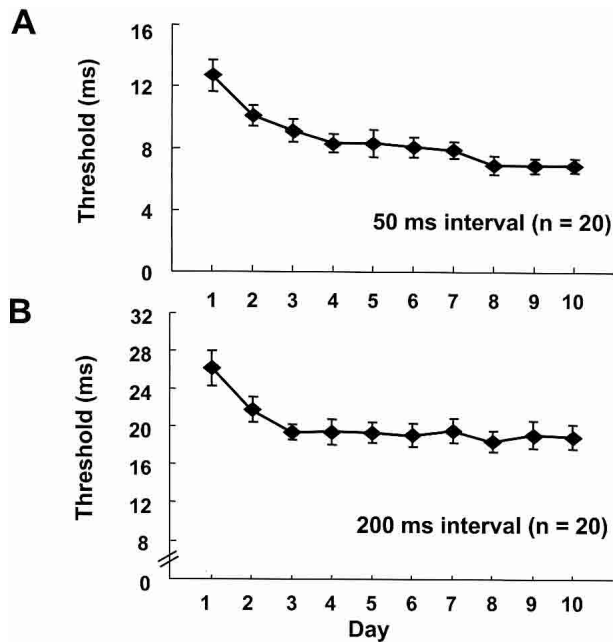 A
Threshold (ms)
16
12
8
4
0
50 ms interval (n = 20)
1 2 3 4 5 6 7 8 9 10
B
Threshold (ms)
32
28
24
20
16
12
8
0
200 ms interval (n = 20)
1 2 3 4 5 6 7 8 9 10
Day